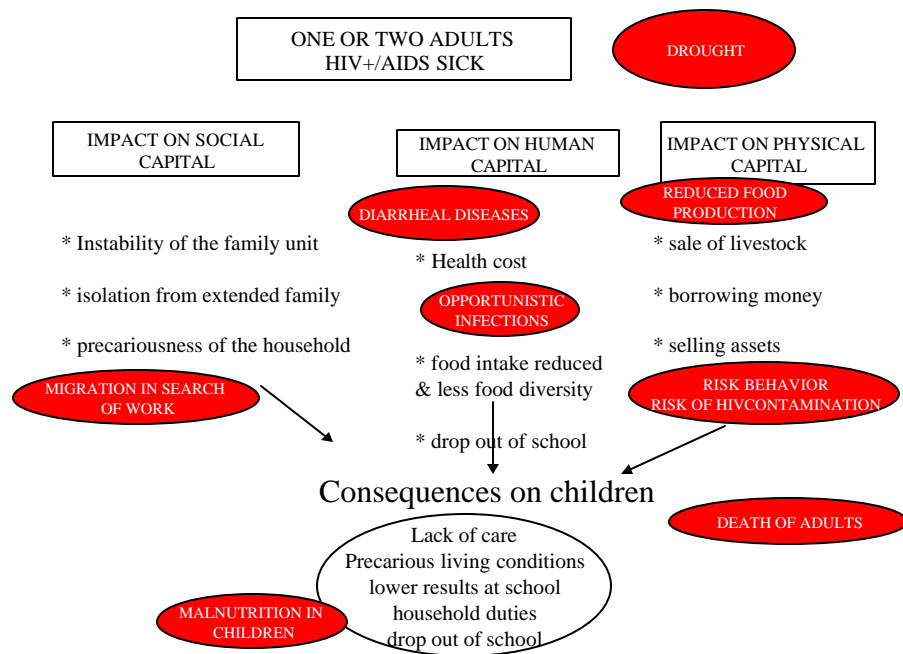 ONE OR TWO ADULTS
HIV+/AIDS SICK
DROUGHT
IMPACT ON SOCIAL
CAPITAL
IMPACT ON HUMAN
CAPITAL
IMPACT ON PHYSICAL
CAPITAL
DIARRHEAL DISEASES
REDUCED FOOD
PRODUCTION
* Instability of the family unit
* isolation from extended family
* precariousness of the household
MIGRATION IN SEARCH
OF WORK
* Health cost
OPPORTUNISTIC
INFECTIONS
* food intake reduced
& less food diversity
* drop out of school
* sale of livestock
* borrowing money
* selling assets
RISK BEHAVIOR
RISK OF HIVCONTAMINATION
Consequences on children
DEATH OF ADULTS
Lack of care
Precarious living conditions
lower results at school
household duties
drop out of school
MALNUTRITION IN
CHILDREN